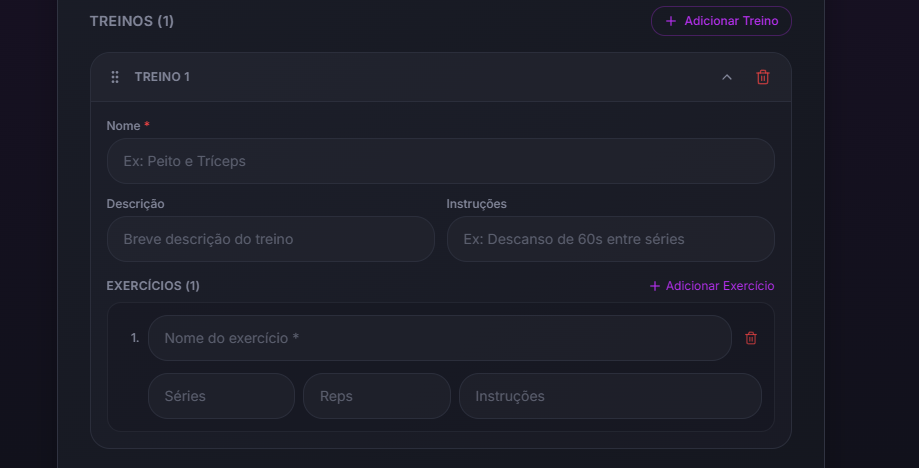 TREINOS (1)
+ Adicionar Treino
TREINO 1
Nome *
Ex: Peito e Tríceps
Descrição
Instruções
Breve descrição do treino
Ex: Descanso de 60s entre séries
EXERCÍCIOS (1)
+ Adicionar Exercício
1.
Nome do exercício *
Séries
Reps
Instruções